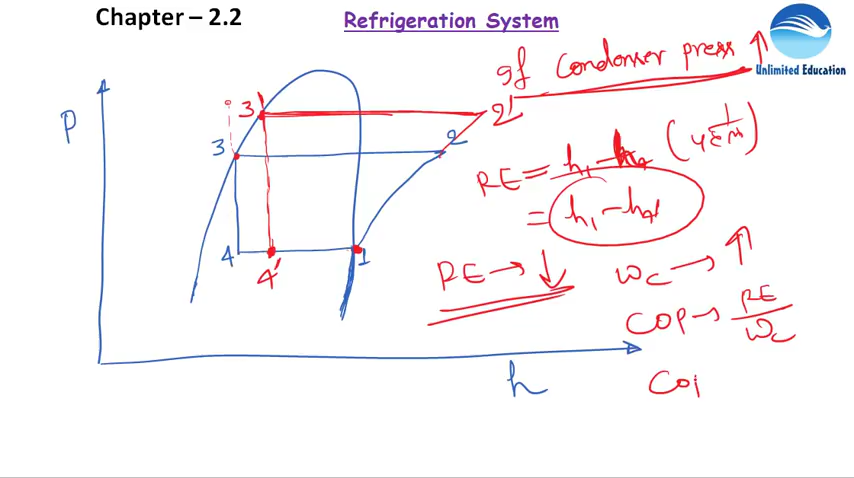 Chapter – 2.2
Refrigeration System
Unlimited Education
If Condenser press ↑
P
3'
2'
3
2
RE = h₁ - h₄
= h₁ - h₄'
4
4'
1
RE → ↓
Wc → ↑
COP → RE/Wc
h
COP